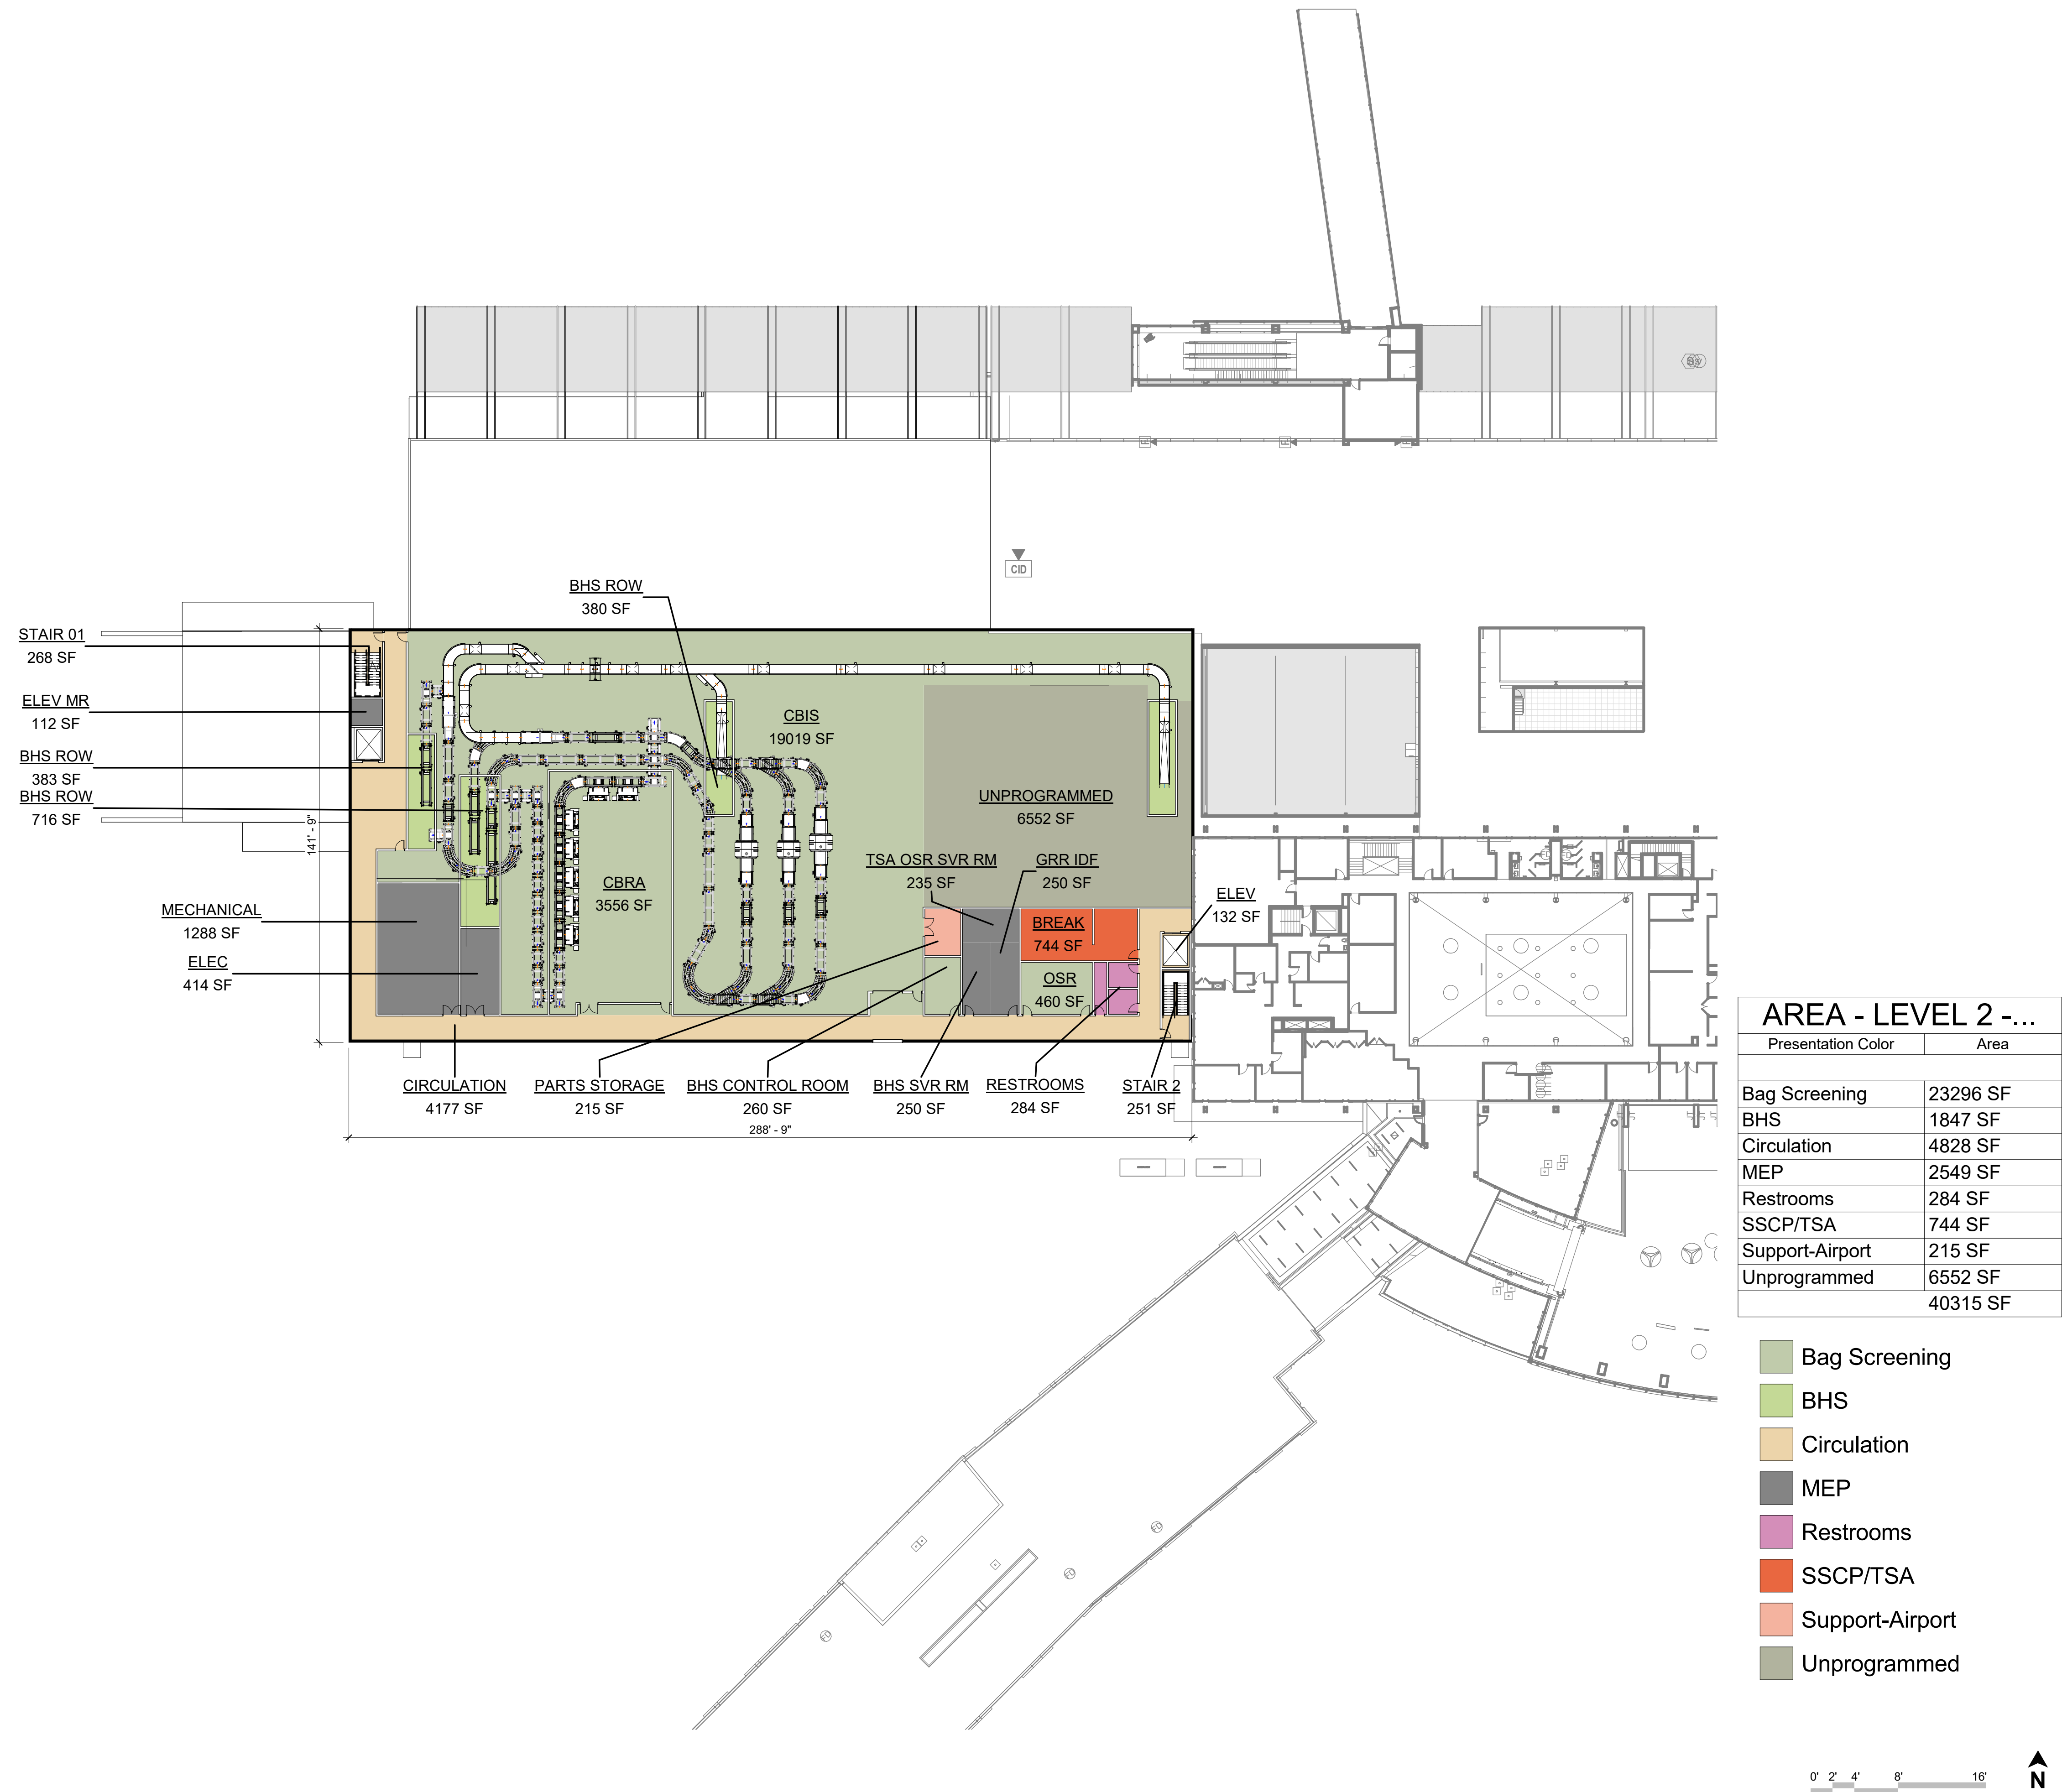 CID
BHS ROW
380 SF
STAIR 01
268 SF
ELEV MR
112 SF
BHS ROW
383 SF
BHS ROW
716 SF
141' - 9"
CBIS
19019 SF
UNPROGRAMMED
6552 SF
TSA OSR SVR RM
235 SF
GRR IDF
250 SF
CBRA
3556 SF
ELEV
132 SF
MECHANICAL
1288 SF
BREAK
744 SF
ELEC
414 SF
OSR
460 SF
CIRCULATION
4177 SF
PARTS STORAGE
215 SF
BHS CONTROL ROOM
260 SF
BHS SVR RM
250 SF
RESTROOMS
284 SF
STAIR 2
251 SF
288' - 9"
AREA - LEVEL 2 -...
Presentation Color Area
Bag Screening 23296 SF
BHS 1847 SF
Circulation 4828 SF
MEP 2549 SF
Restrooms 284 SF
SSCP/TSA 744 SF
Support-Airport 215 SF
Unprogrammed 6552 SF
40315 SF
Bag Screening
BHS
Circulation
MEP
Restrooms
SSCP/TSA
Support-Airport
Unprogrammed
FD
FD
FD
0' 2' 4' 8' 16'
N